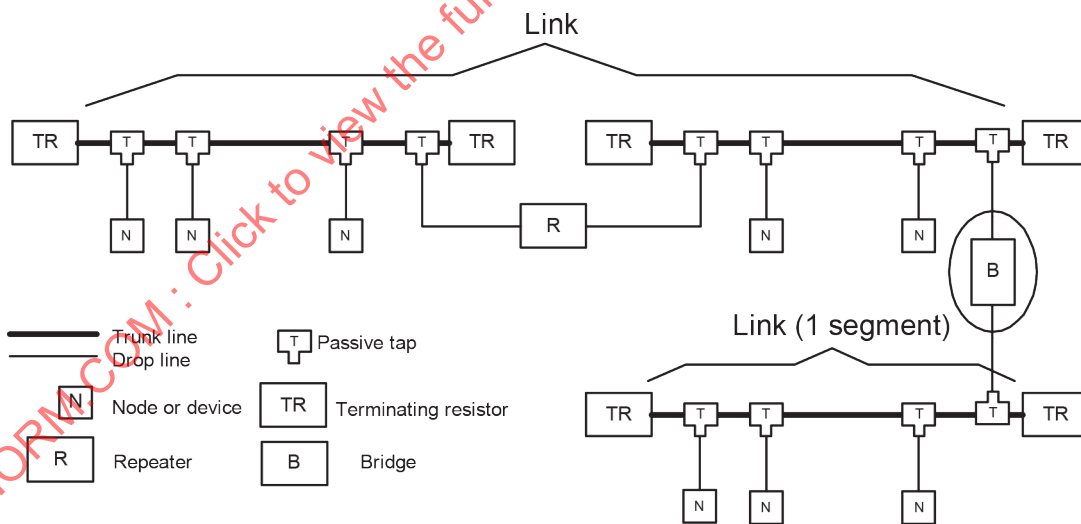 Link
TR T T T T TR TR T T T T TR
N N N R N N
B
Link (1 segment)
Trunk line
Drop line
T Passive tap
N Node or device
TR Terminating resistor
R Repeater
B Bridge
TR T T T T TR
N N N
ORM.COM : Click to view the full